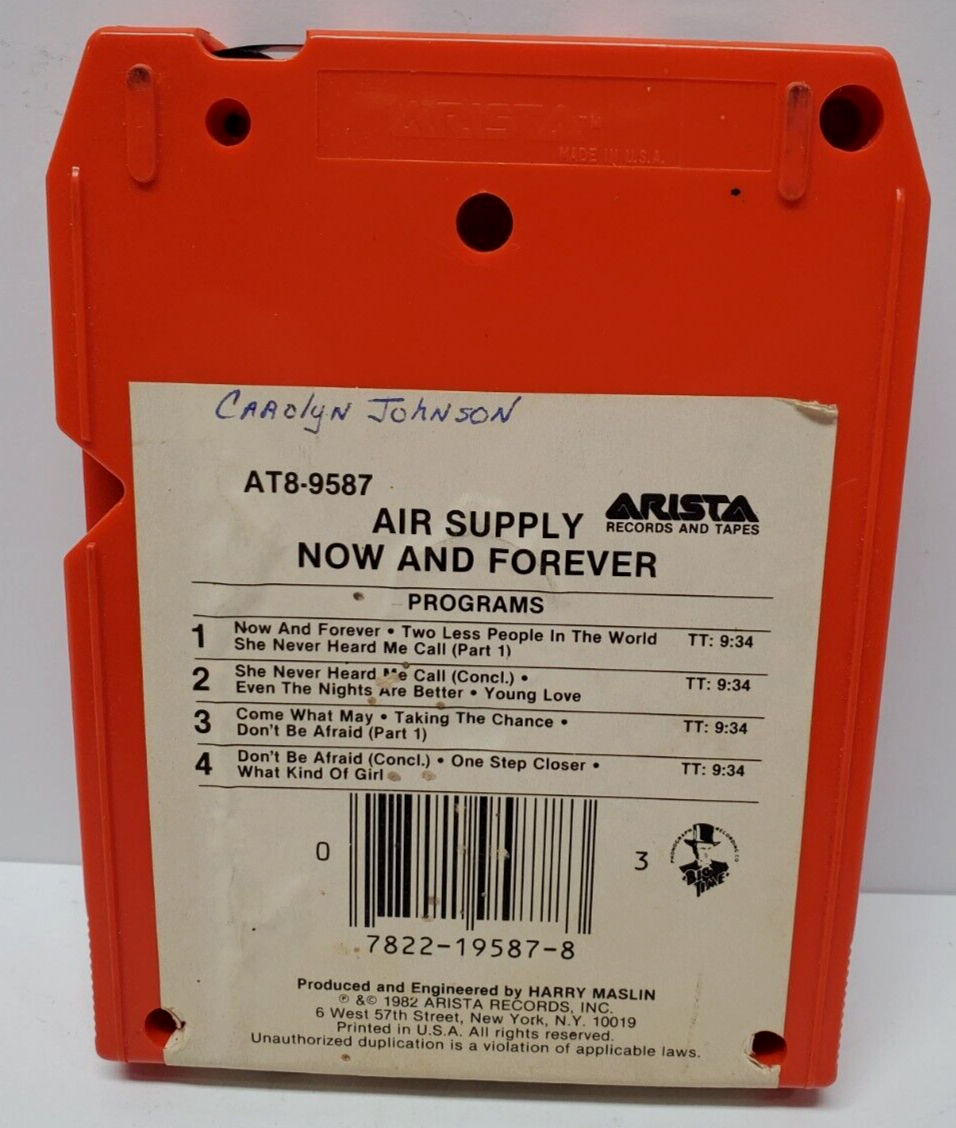 ARISTA™
MADE IN U.S.A.
Carolyn Johnson
AT8-9587
ARISTA
RECORDS AND TAPES
AIR SUPPLY
NOW AND FOREVER
PROGRAMS
1 Now And Forever • Two Less People In The World
She Never Heard Me Call (Part 1) TT: 9:34
2 She Never Heard Me Call (Concl.) •
Even The Nights Are Better • Young Love TT: 9:34
3 Come What May • Taking The Chance •
Don't Be Afraid (Part 1) TT: 9:34
4 Don't Be Afraid (Concl.) • One Step Closer •
What Kind Of Girl TT: 9:34
0 3
PHONOGRAPH RECORDING CO
BIG TIME
7822-19587-8
Produced and Engineered by HARRY MASLIN
℗ &© 1982 ARISTA RECORDS, INC.
6 West 57th Street, New York, N.Y. 10019
Printed in U.S.A. All rights reserved.
Unauthorized duplication is a violation of applicable laws.